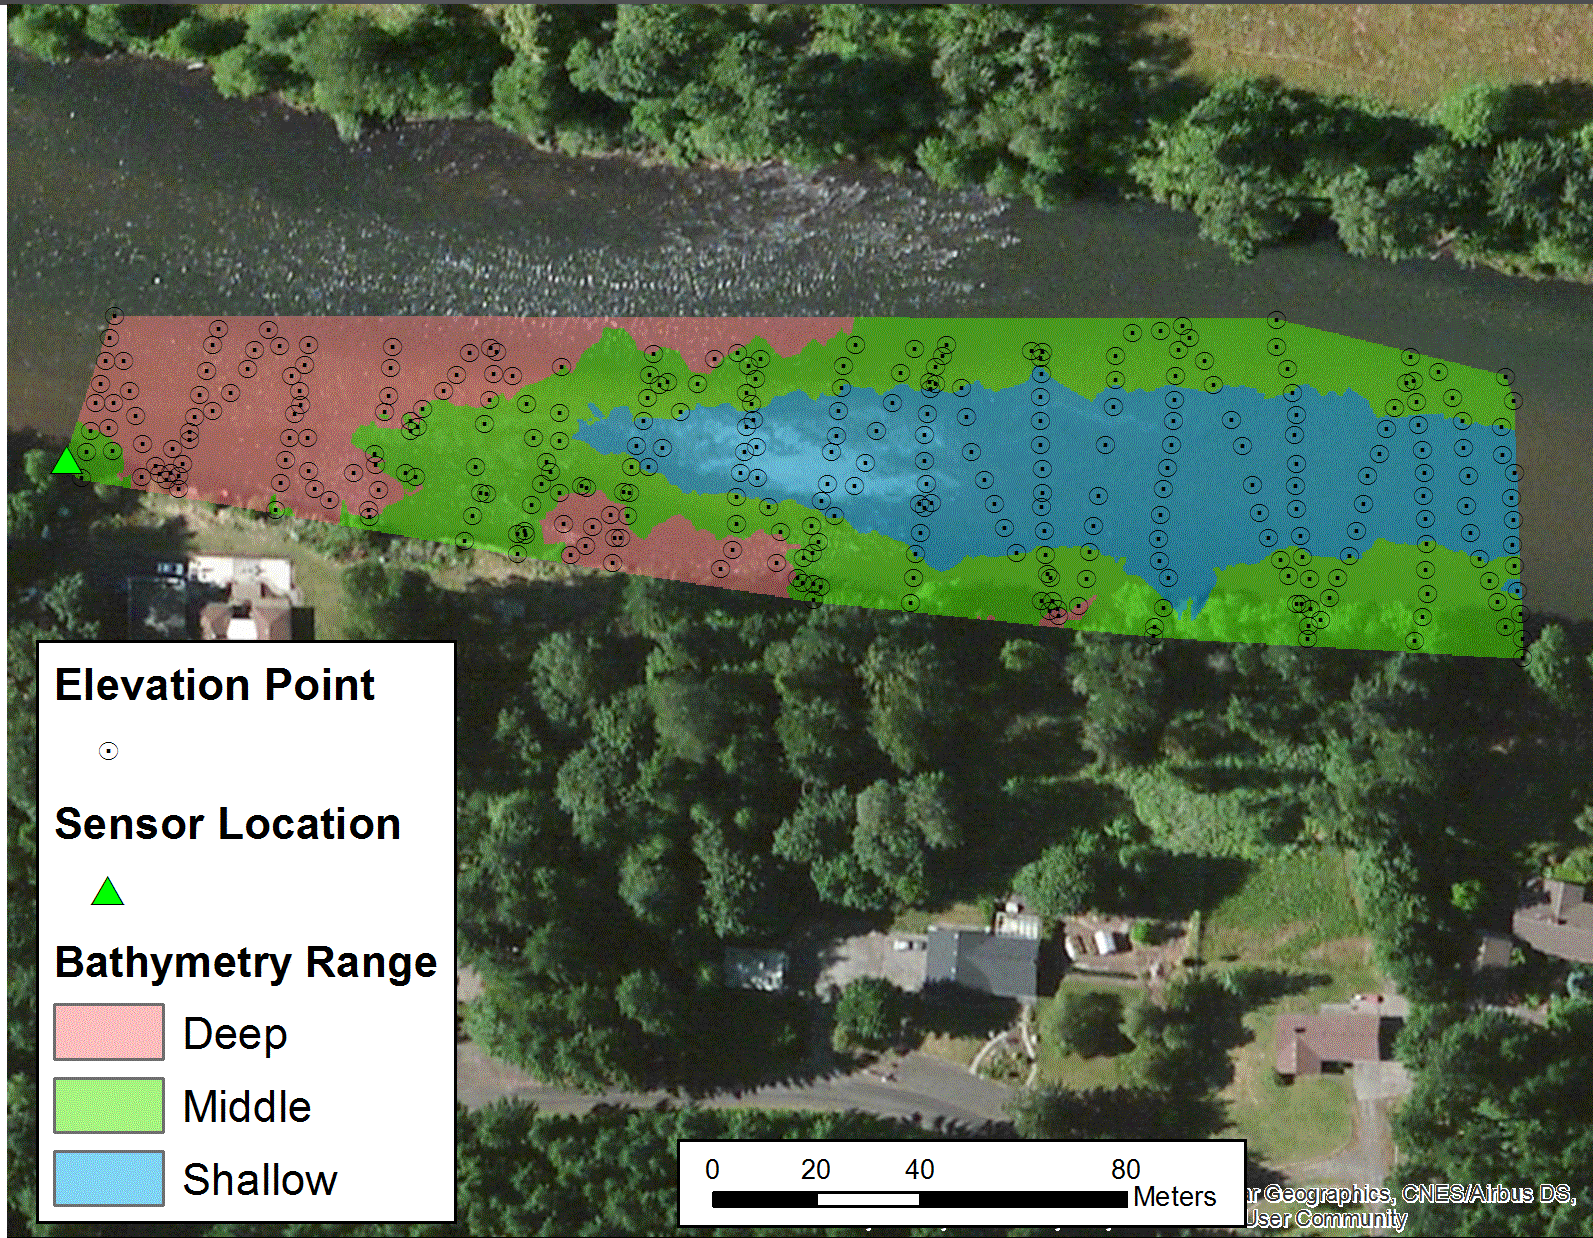 Elevation Point
Sensor Location
Bathymetry Range
Deep
Middle
Shallow
0 20 40 80
Meters
Geographics, CNES/Airbus DS,
User Community